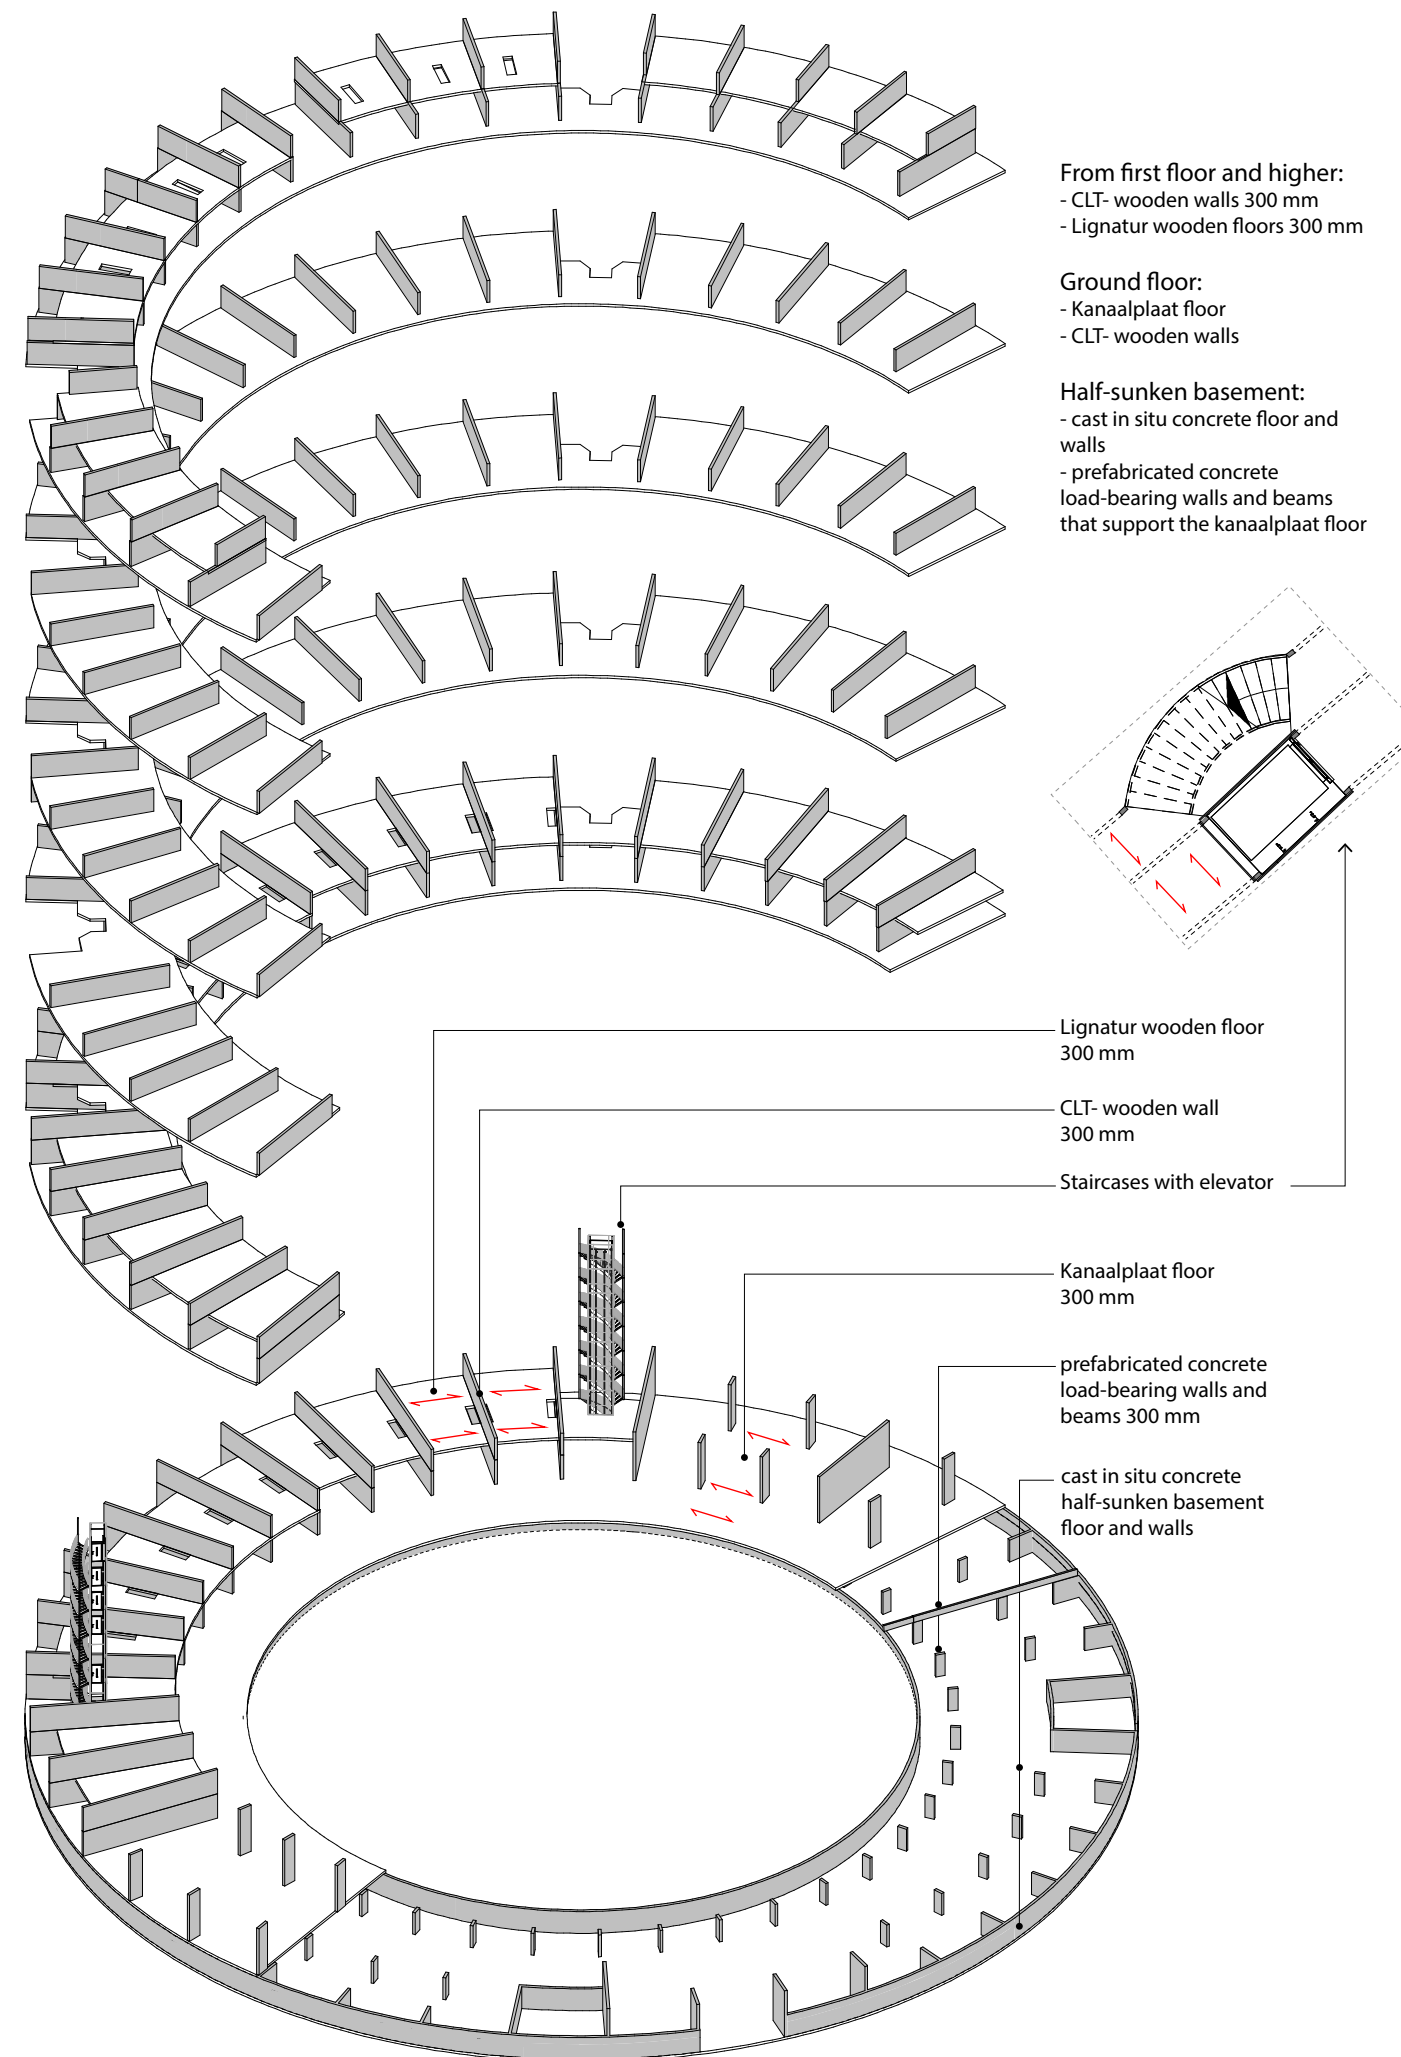 From first floor and higher:
- CLT- wooden walls 300 mm
- Lignatur wooden floors 300 mm
Ground floor:
- Kanaalplaat floor
- CLT- wooden walls
Half-sunken basement:
- cast in situ concrete floor and
walls
- prefabricated concrete
load-bearing walls and beams
that support the kanaalplaat floor
Lignatur wooden floor
300 mm
CLT- wooden wall
300 mm
Staircases with elevator
Kanaalplaat floor
300 mm
prefabricated concrete
load-bearing walls and
beams 300 mm
cast in situ concrete
half-sunken basement
floor and walls